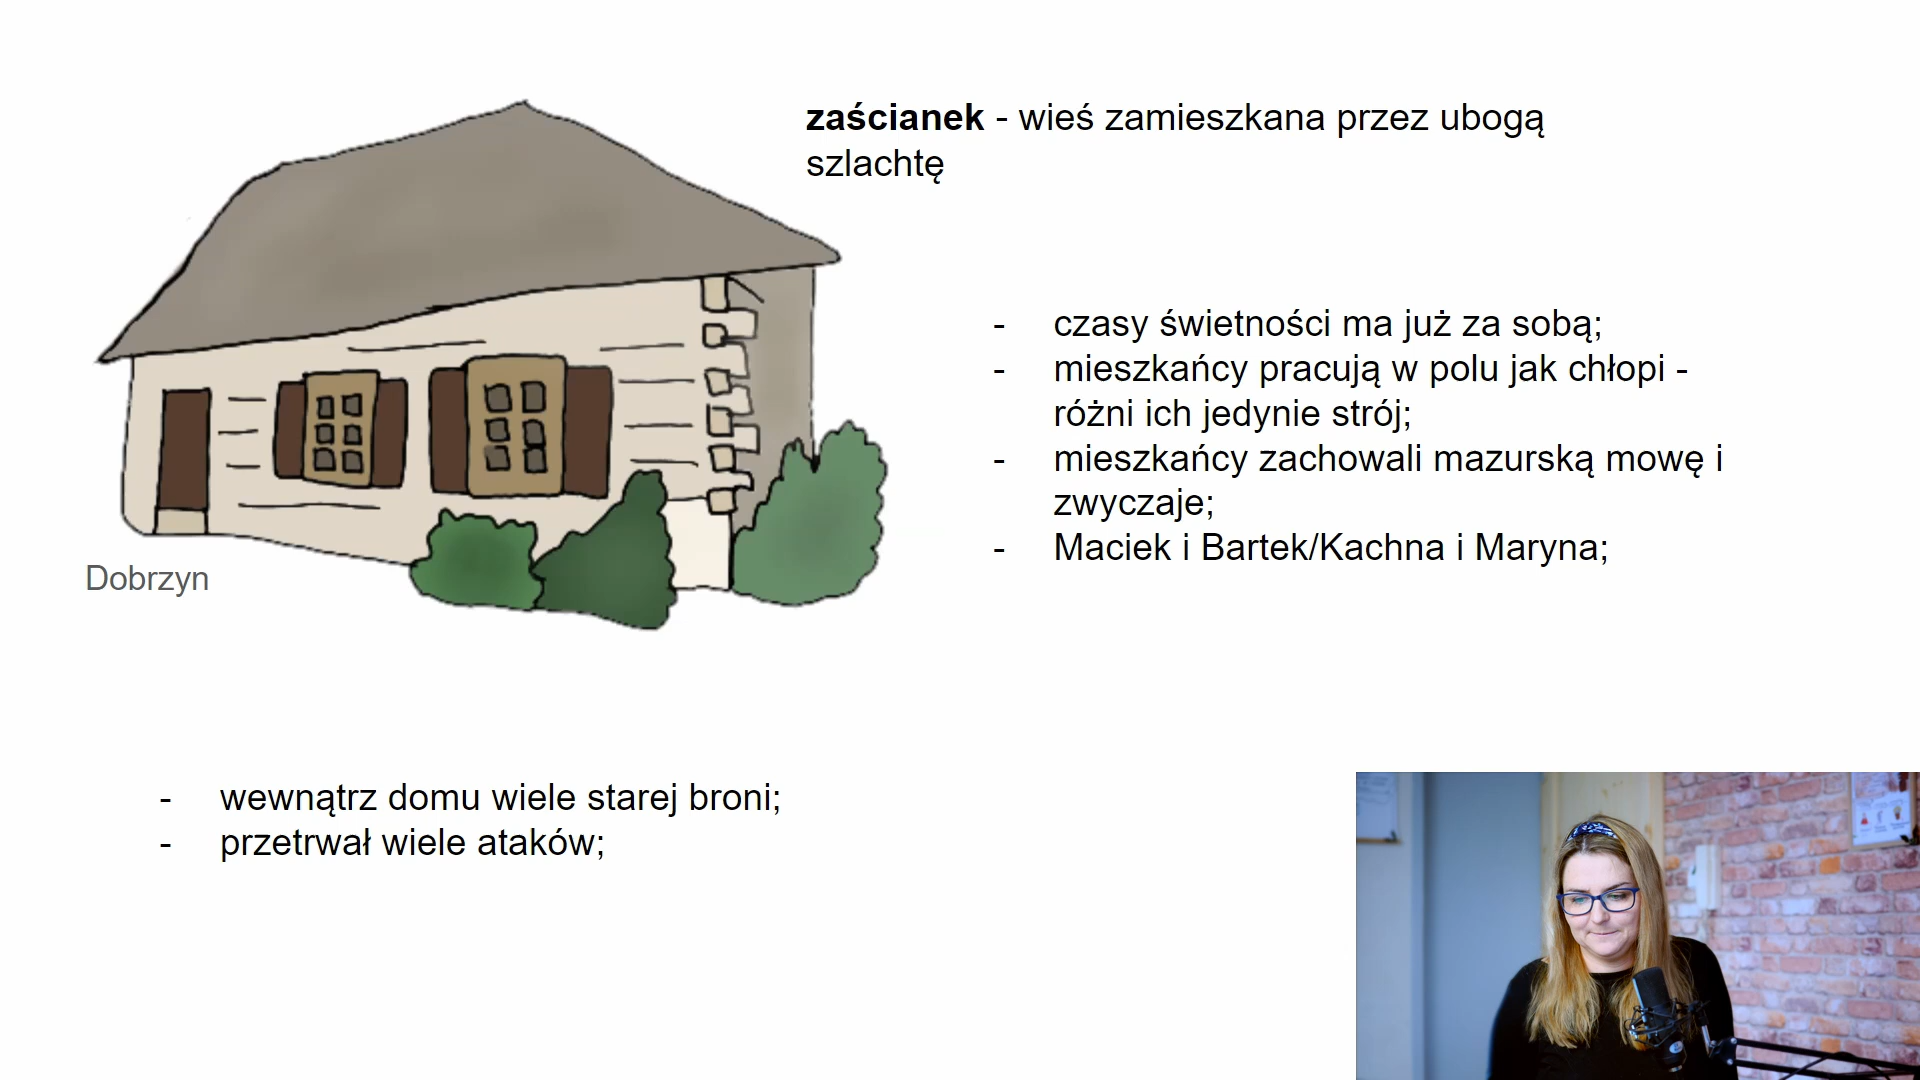 zaścianek - wieś zamieszkana przez ubogą
szlachtę
- czasy świetności ma już za sobą;
- mieszkańcy pracują w polu jak chłopi -
różni ich jedynie strój;
- mieszkańcy zachowali mazurską mowę i
zwyczaje;
- Maciek i Bartek/Kachna i Maryna;
Dobrzyn
- wewnątrz domu wiele starej broni;
- przetrwał wiele ataków;